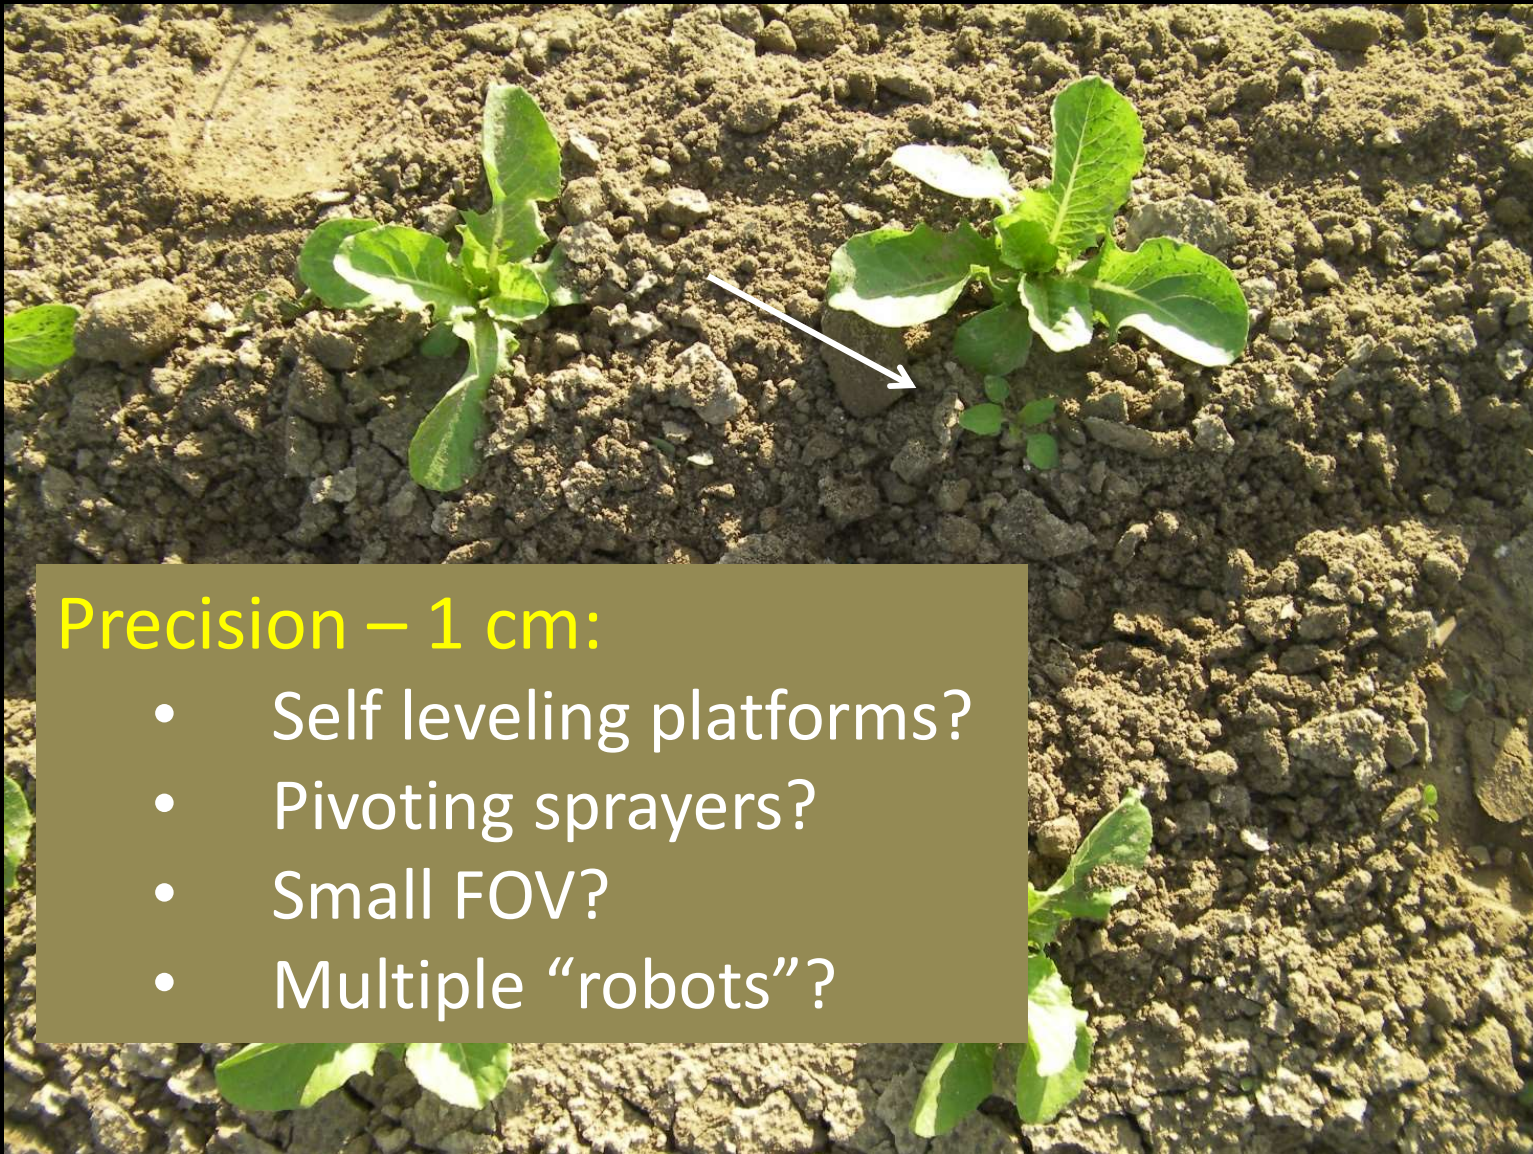 Precision – 1 cm:
• Self leveling platforms?
• Pivoting sprayers?
• Small FOV?
• Multiple “robots”?